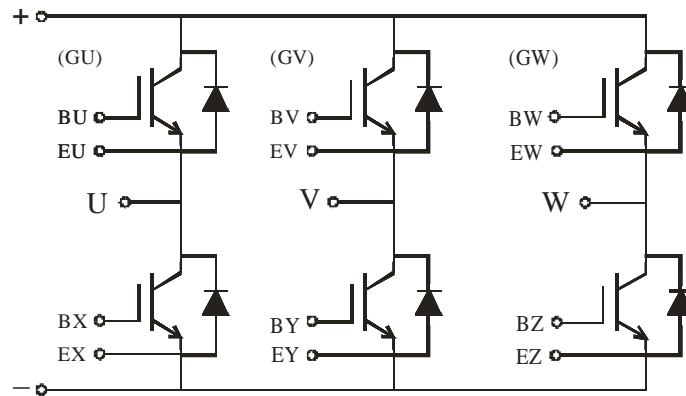 +
(GU) (GV) (GW)
BU BV BW
EU EV EW
U V W
BX BY BZ
EX EY EZ
−